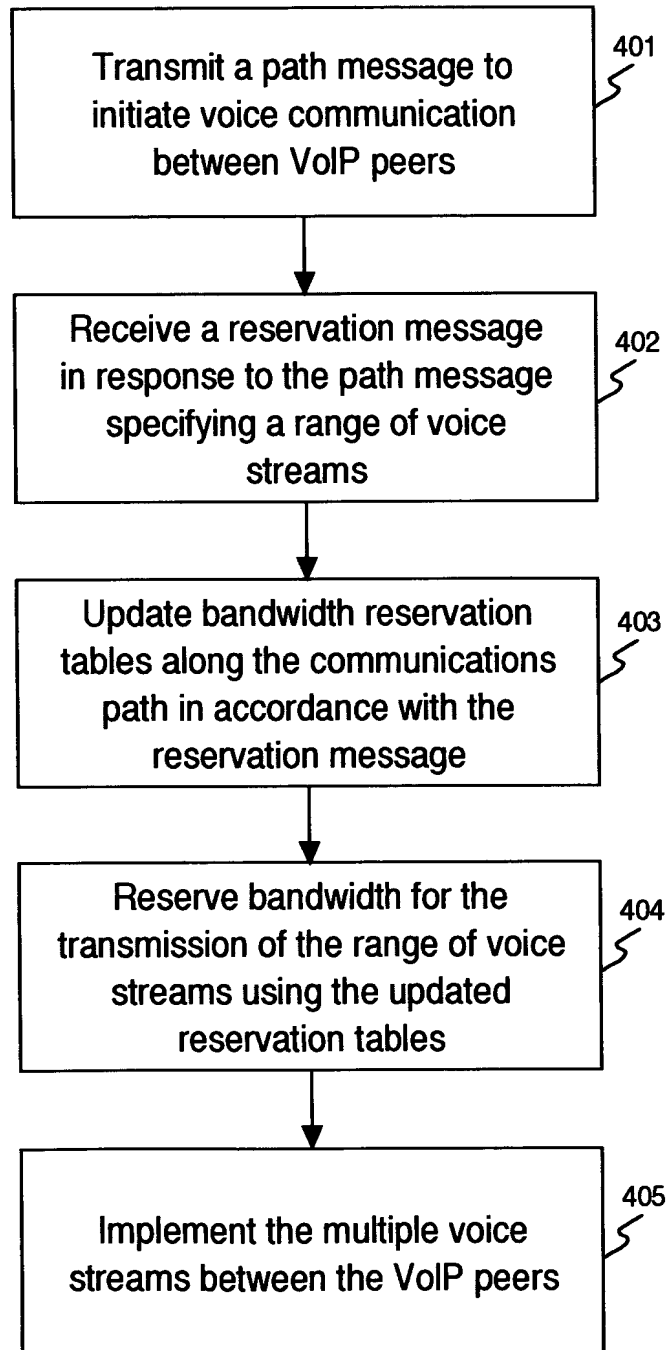 Transmit a path message to
initiate voice communication
between VoIP peers
401
Receive a reservation message
in response to the path message
specifying a range of voice
streams
402
Update bandwidth reservation
tables along the communications
path in accordance with the
reservation message
403
Reserve bandwidth for the
transmission of the range of voice
streams using the updated
reservation tables
404
Implement the multiple voice
streams between the VoIP peers
405